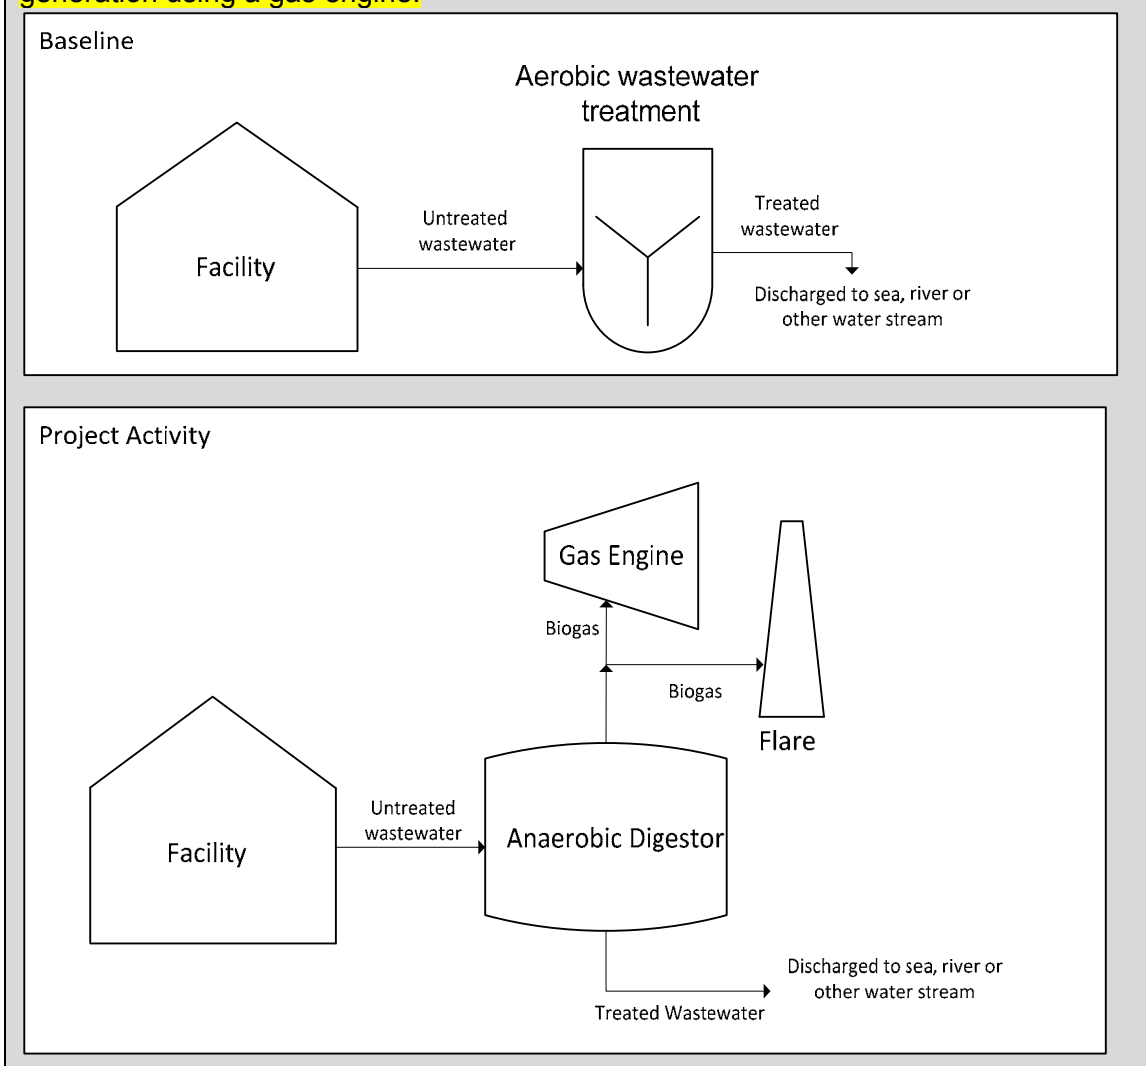 generation using a gas engine.
Baseline
Aerobic wastewater
treatment
Untreated
wastewater
Treated
wastewater
Facility
Discharged to sea, river or
other water stream
Project Activity
Gas Engine
Biogas
Biogas
Flare
Untreated
wastewater
Anaerobic Digestor
Facility
Discharged to sea, river or
other water stream
Treated Wastewater